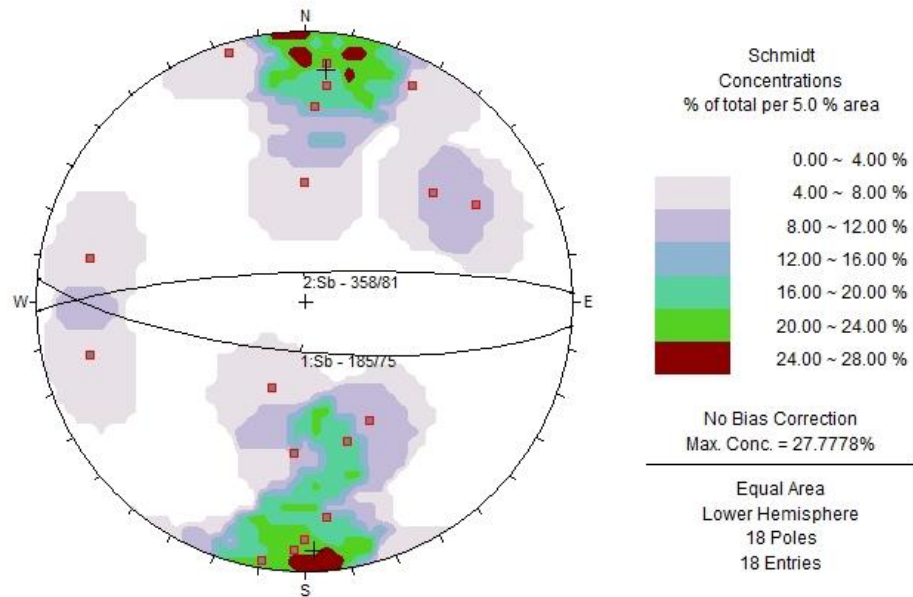 N
W
E
S
2:Sb - 358/81
1:Sb - 185/75
Schmidt
Concentrations
% of total per 5.0 % area
0.00 ~ 4.00 %
4.00 ~ 8.00 %
8.00 ~ 12.00 %
12.00 ~ 16.00 %
16.00 ~ 20.00 %
20.00 ~ 24.00 %
24.00 ~ 28.00 %
No Bias Correction
Max. Conc. = 27.7778%
Equal Area
Lower Hemisphere
18 Poles
18 Entries